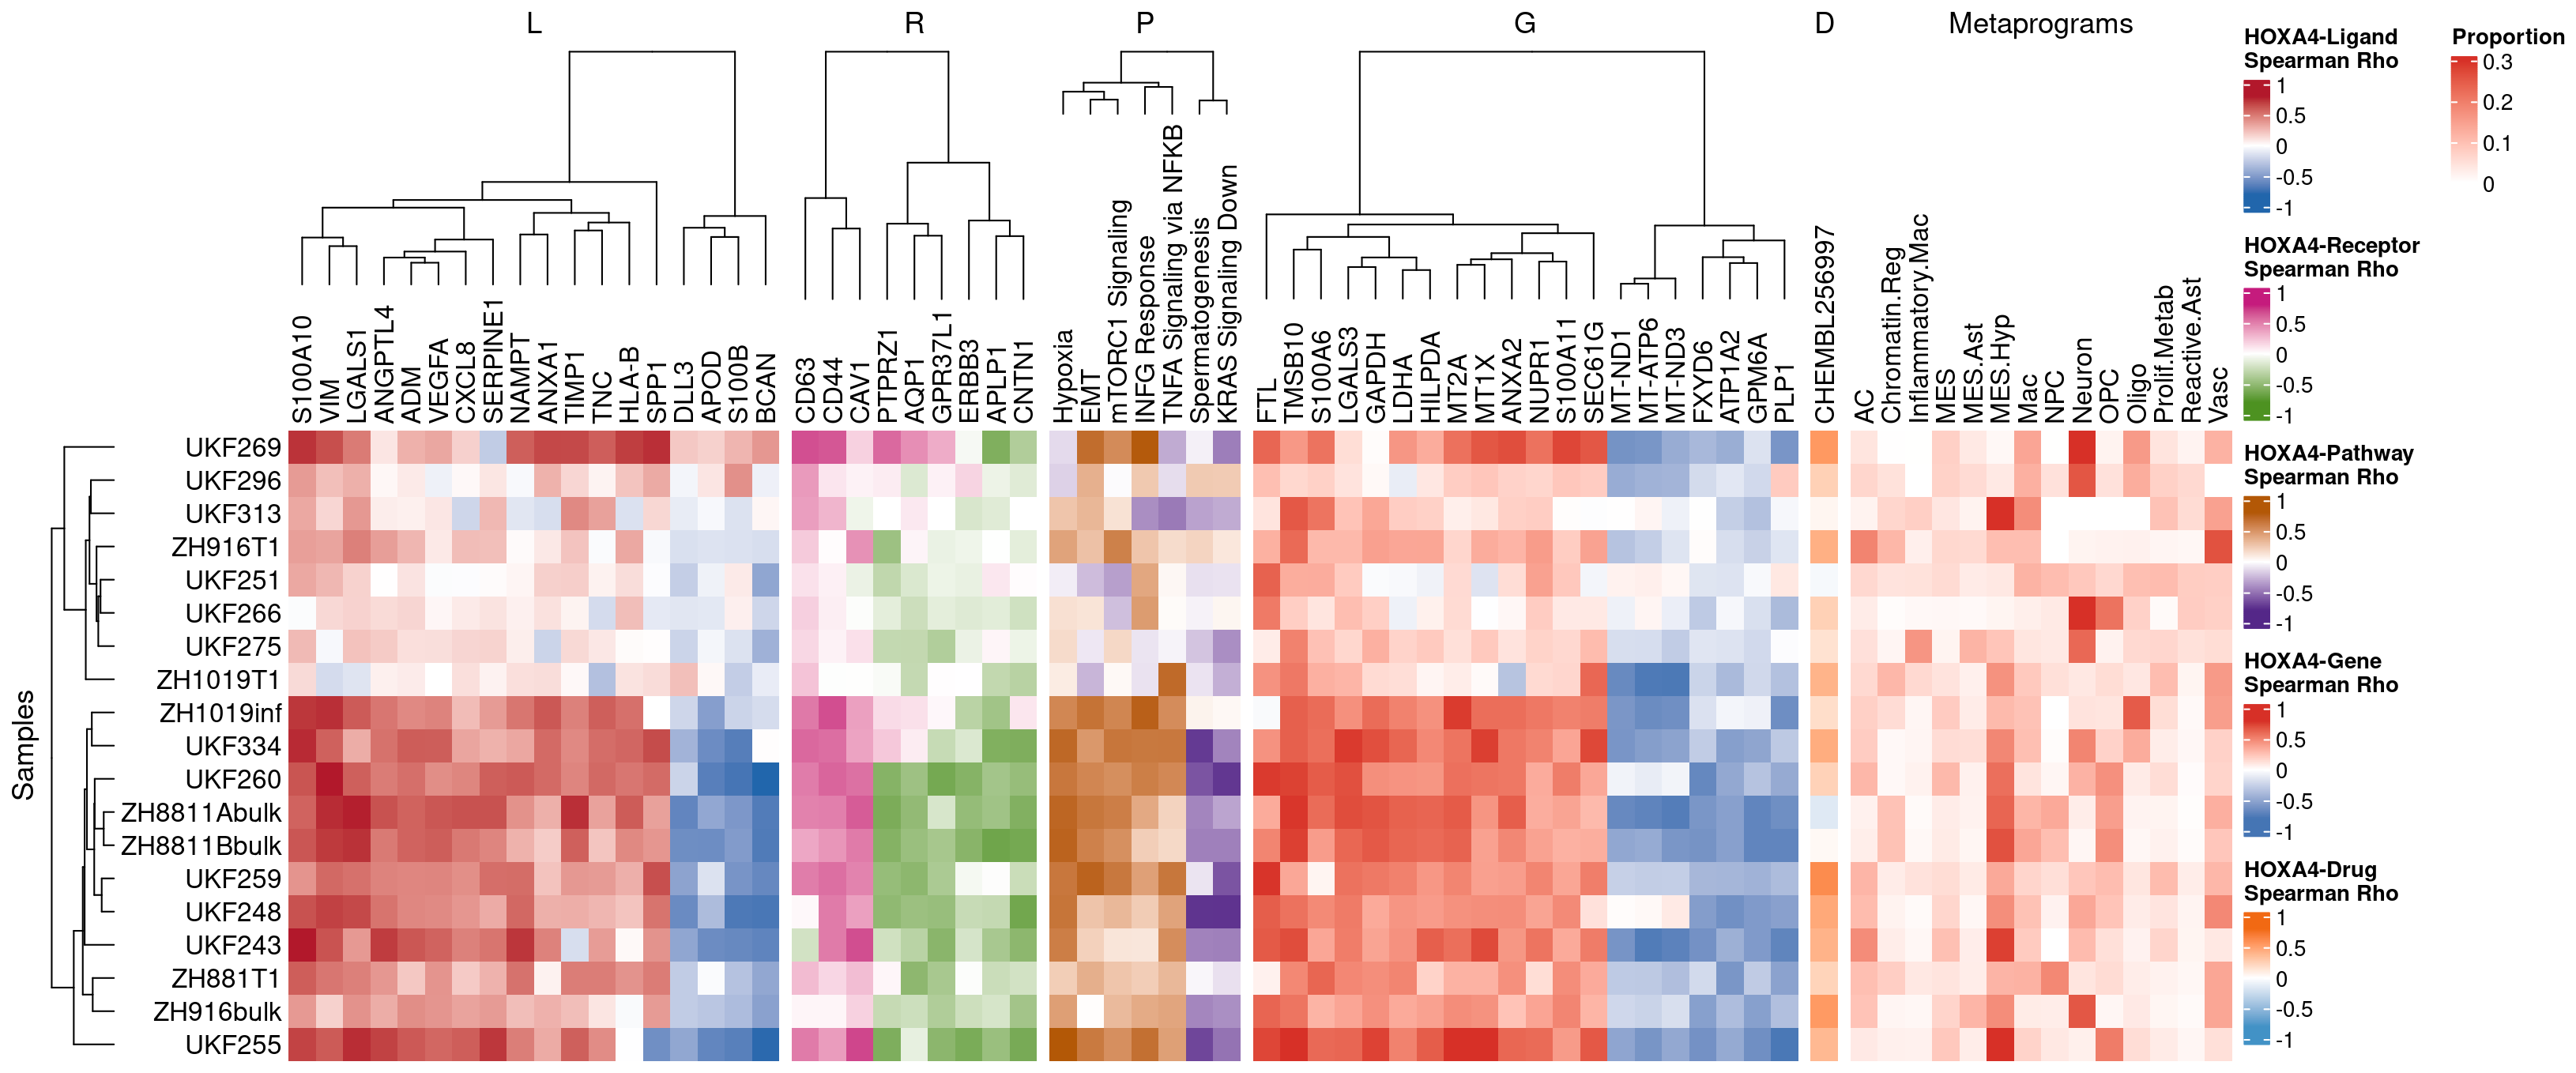 L
R
P
G
D
Metaprograms
S100A10
VIM
LGALS1
ANGPTL4
ADM
VEGFA
CXCL8
SERPINE1
NAMPT
ANXA1
TIMP1
TNC
HLA-B
SPP1
DLL3
APOD
S100B
BCAN
CD63
CD44
CAV1
PTPRZ1
AQP1
GPR37L1
ERBB3
APLP1
CNTN1
Hypoxia
EMT
mTORC1 Signaling
INFG Response
TNFA Signaling via NFKB
Spermatogenesis
KRAS Signaling Down
FTL
TMSB10
S100A6
LGALS3
GAPDH
LDHA
HILPDA
MT2A
MT1X
ANXA2
NUPR1
S100A11
SEC61G
MT-ND1
MT-ATP6
MT-ND3
FXYD6
ATP1A2
GPM6A
PLP1
CHEMBL256997
AC
Chromatin.Reg
Inflammatory.Mac
MES
MES.Ast
MES.Hyp
Mac
NPC
Neuron
OPC
Oligo
Prolif.Metab
Reactive.Ast
Vasc
Samples
UKF269
UKF296
UKF313
ZH916T1
UKF251
UKF266
UKF275
ZH1019T1
ZH1019inf
UKF334
UKF260
ZH8811Abulk
ZH8811Bbulk
UKF259
UKF248
UKF243
ZH881T1
ZH916bulk
UKF255
HOXA4-Ligand
Spearman Rho
1
0.5
0
-0.5
-1
HOXA4-Receptor
Spearman Rho
1
0.5
0
-0.5
-1
HOXA4-Pathway
Spearman Rho
1
0.5
0
-0.5
-1
HOXA4-Gene
Spearman Rho
1
0.5
0
-0.5
-1
HOXA4-Drug
Spearman Rho
1
0.5
0
-0.5
-1
Proportion
0.3
0.2
0.1
0